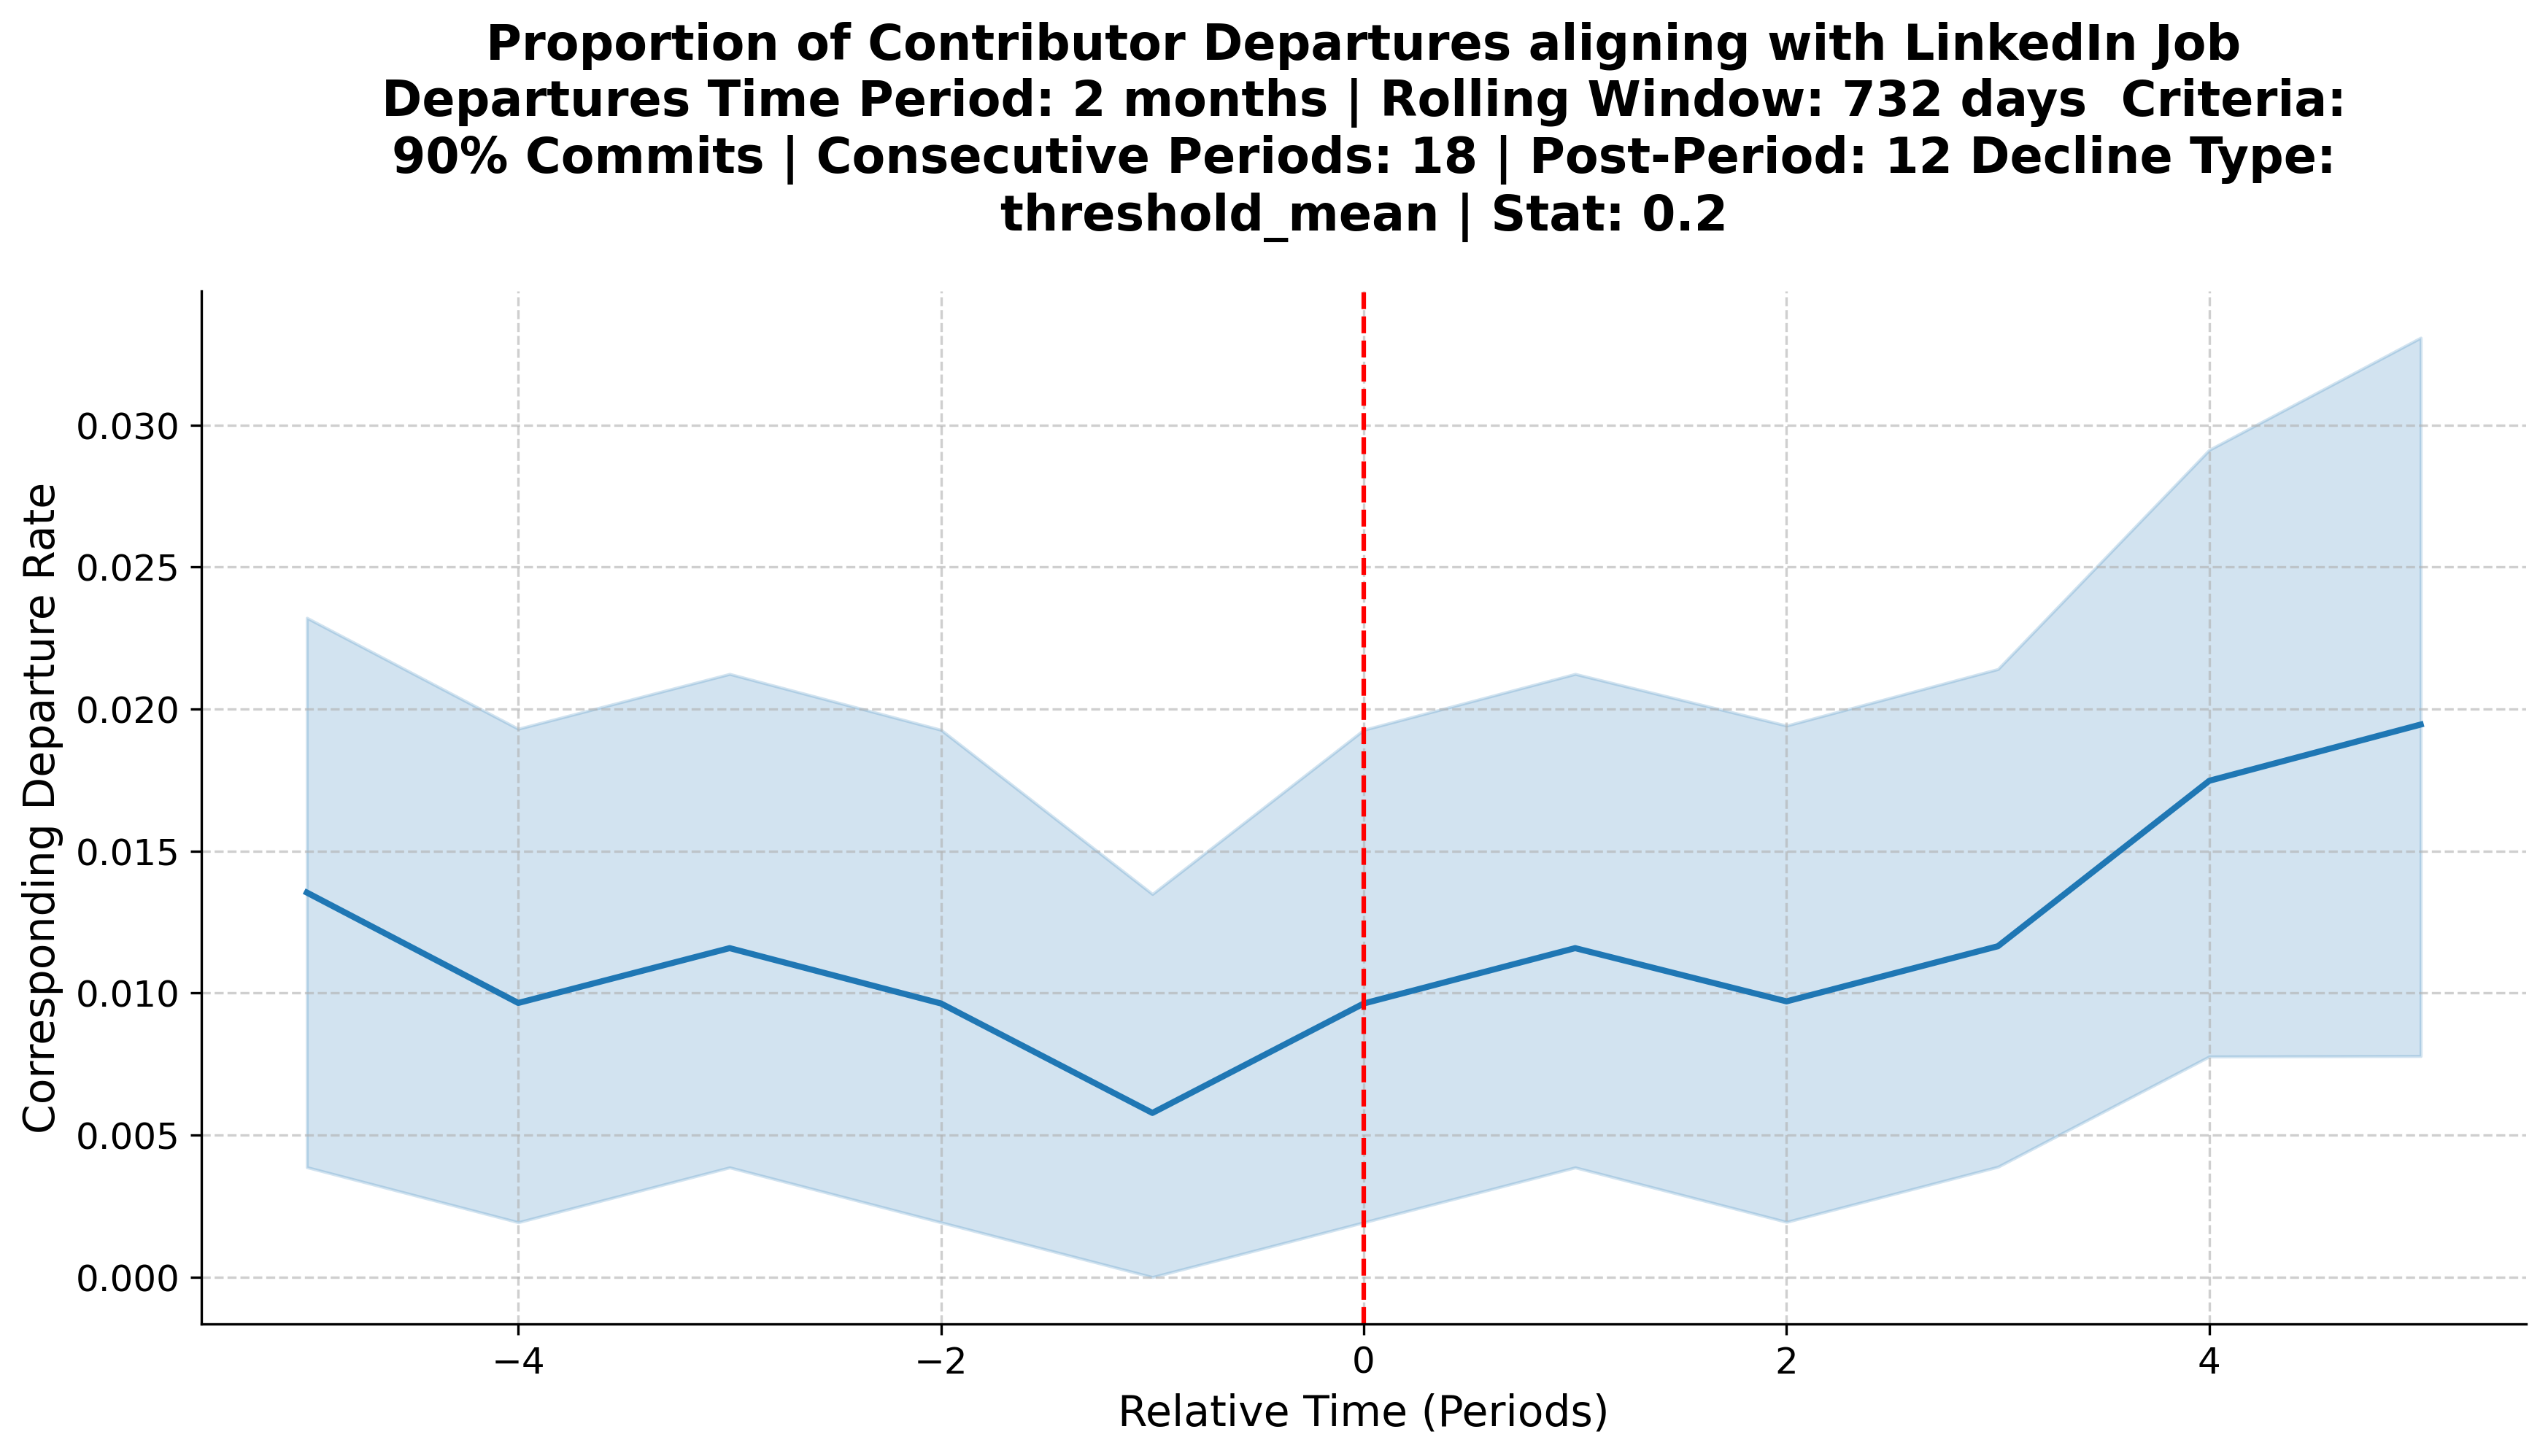 Proportion of Contributor Departures aligning with LinkedIn Job
Departures Time Period: 2 months | Rolling Window: 732 days  Criteria:
90% Commits | Consecutive Periods: 18 | Post-Period: 12 Decline Type:
threshold_mean | Stat: 0.2
Corresponding Departure Rate
0.030
0.025
0.020
0.015
0.010
0.005
0.000
−4
−2
0
2
4
Relative Time (Periods)